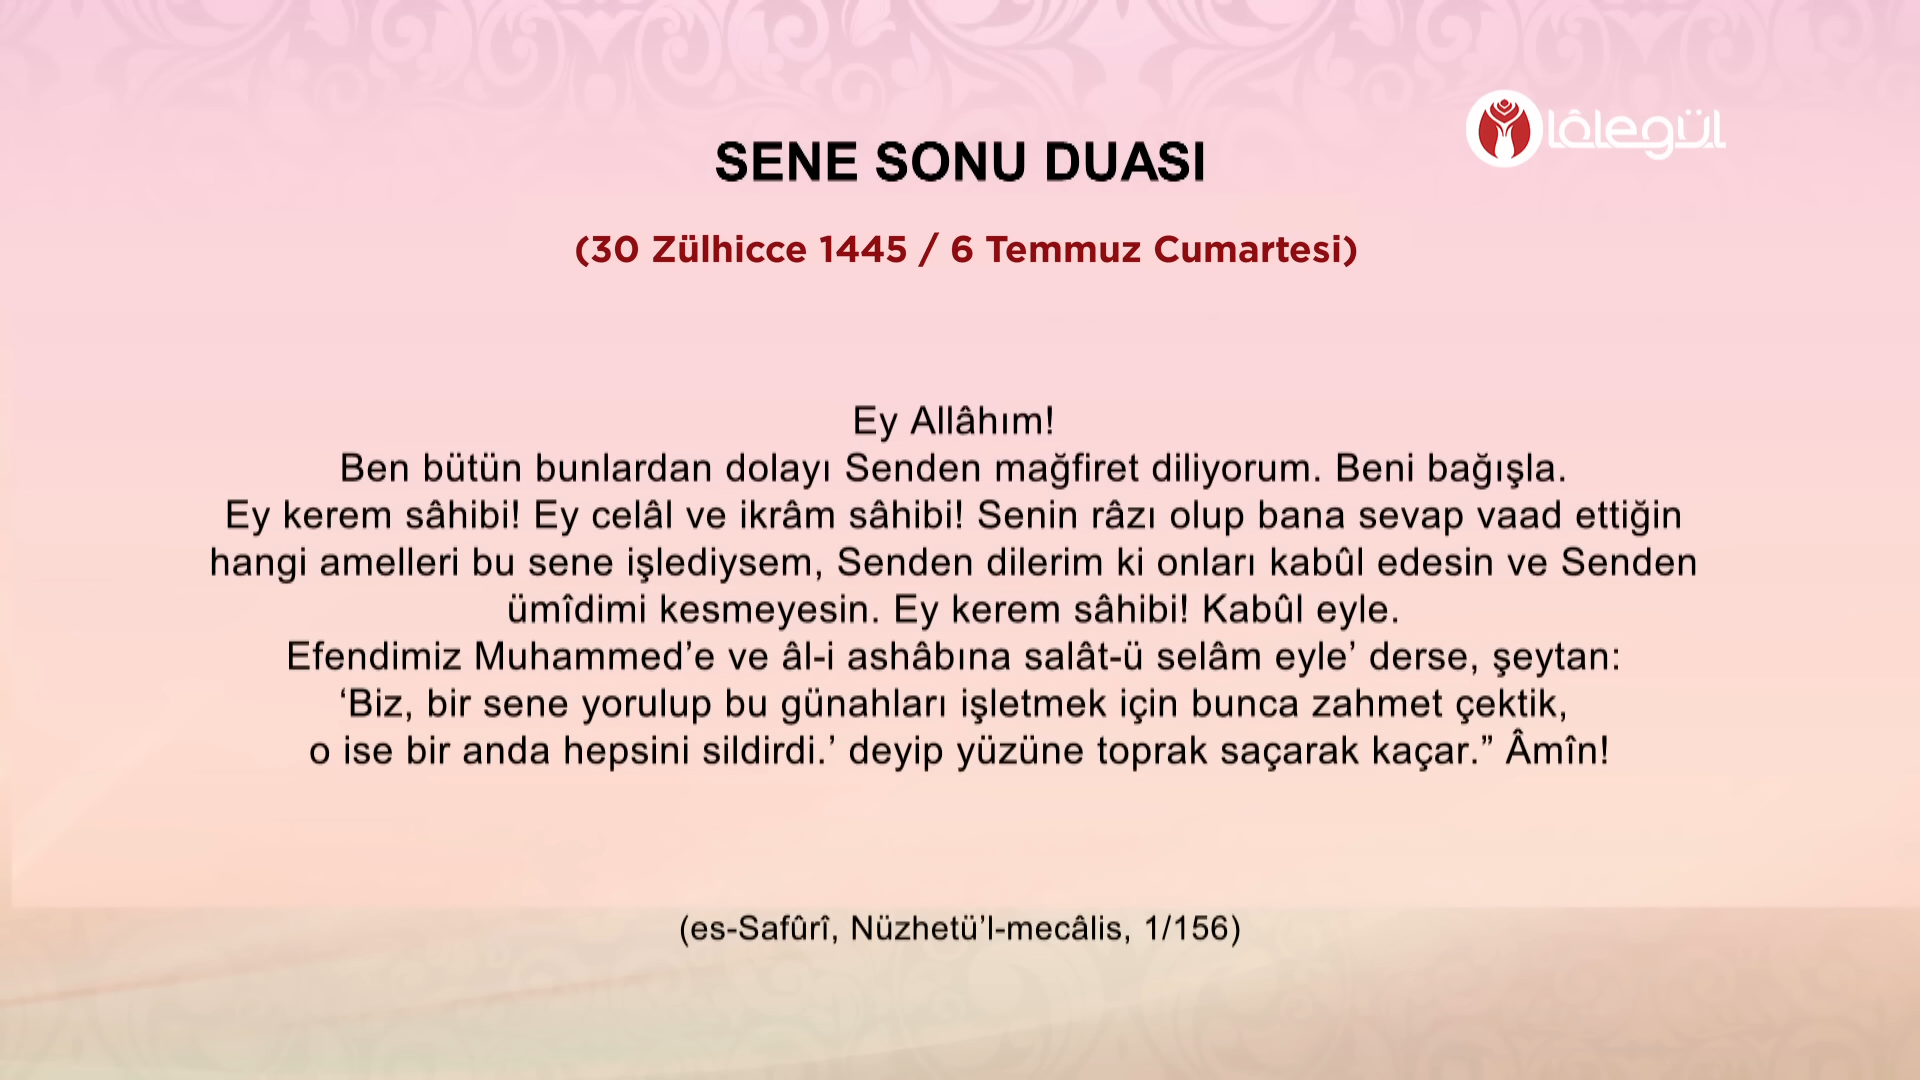 lâlegül
SENE SONU DUASI
(30 Zülhicce 1445 / 6 Temmuz Cumartesi)
Ey Allâhım!
Ben bütün bunlardan dolayı Senden mağfiret diliyorum. Beni bağışla.
Ey kerem sâhibi! Ey celâl ve ikrâm sâhibi! Senin râzı olup bana sevap vaad ettiğin
hangi amelleri bu sene işlediysem, Senden dilerim ki onları kabûl edesin ve Senden
ümîdimi kesmeyesin. Ey kerem sâhibi! Kabûl eyle.
Efendimiz Muhammed’e ve âl-i ashâbına salât-ü selâm eyle’ derse, şeytan:
‘Biz, bir sene yorulup bu günahları işletmek için bunca zahmet çektik,
o ise bir anda hepsini sildirdi.’ deyip yüzüne toprak saçarak kaçar.” Âmîn!
(es-Safûrî, Nüzhetü’l-mecâlis, 1/156)